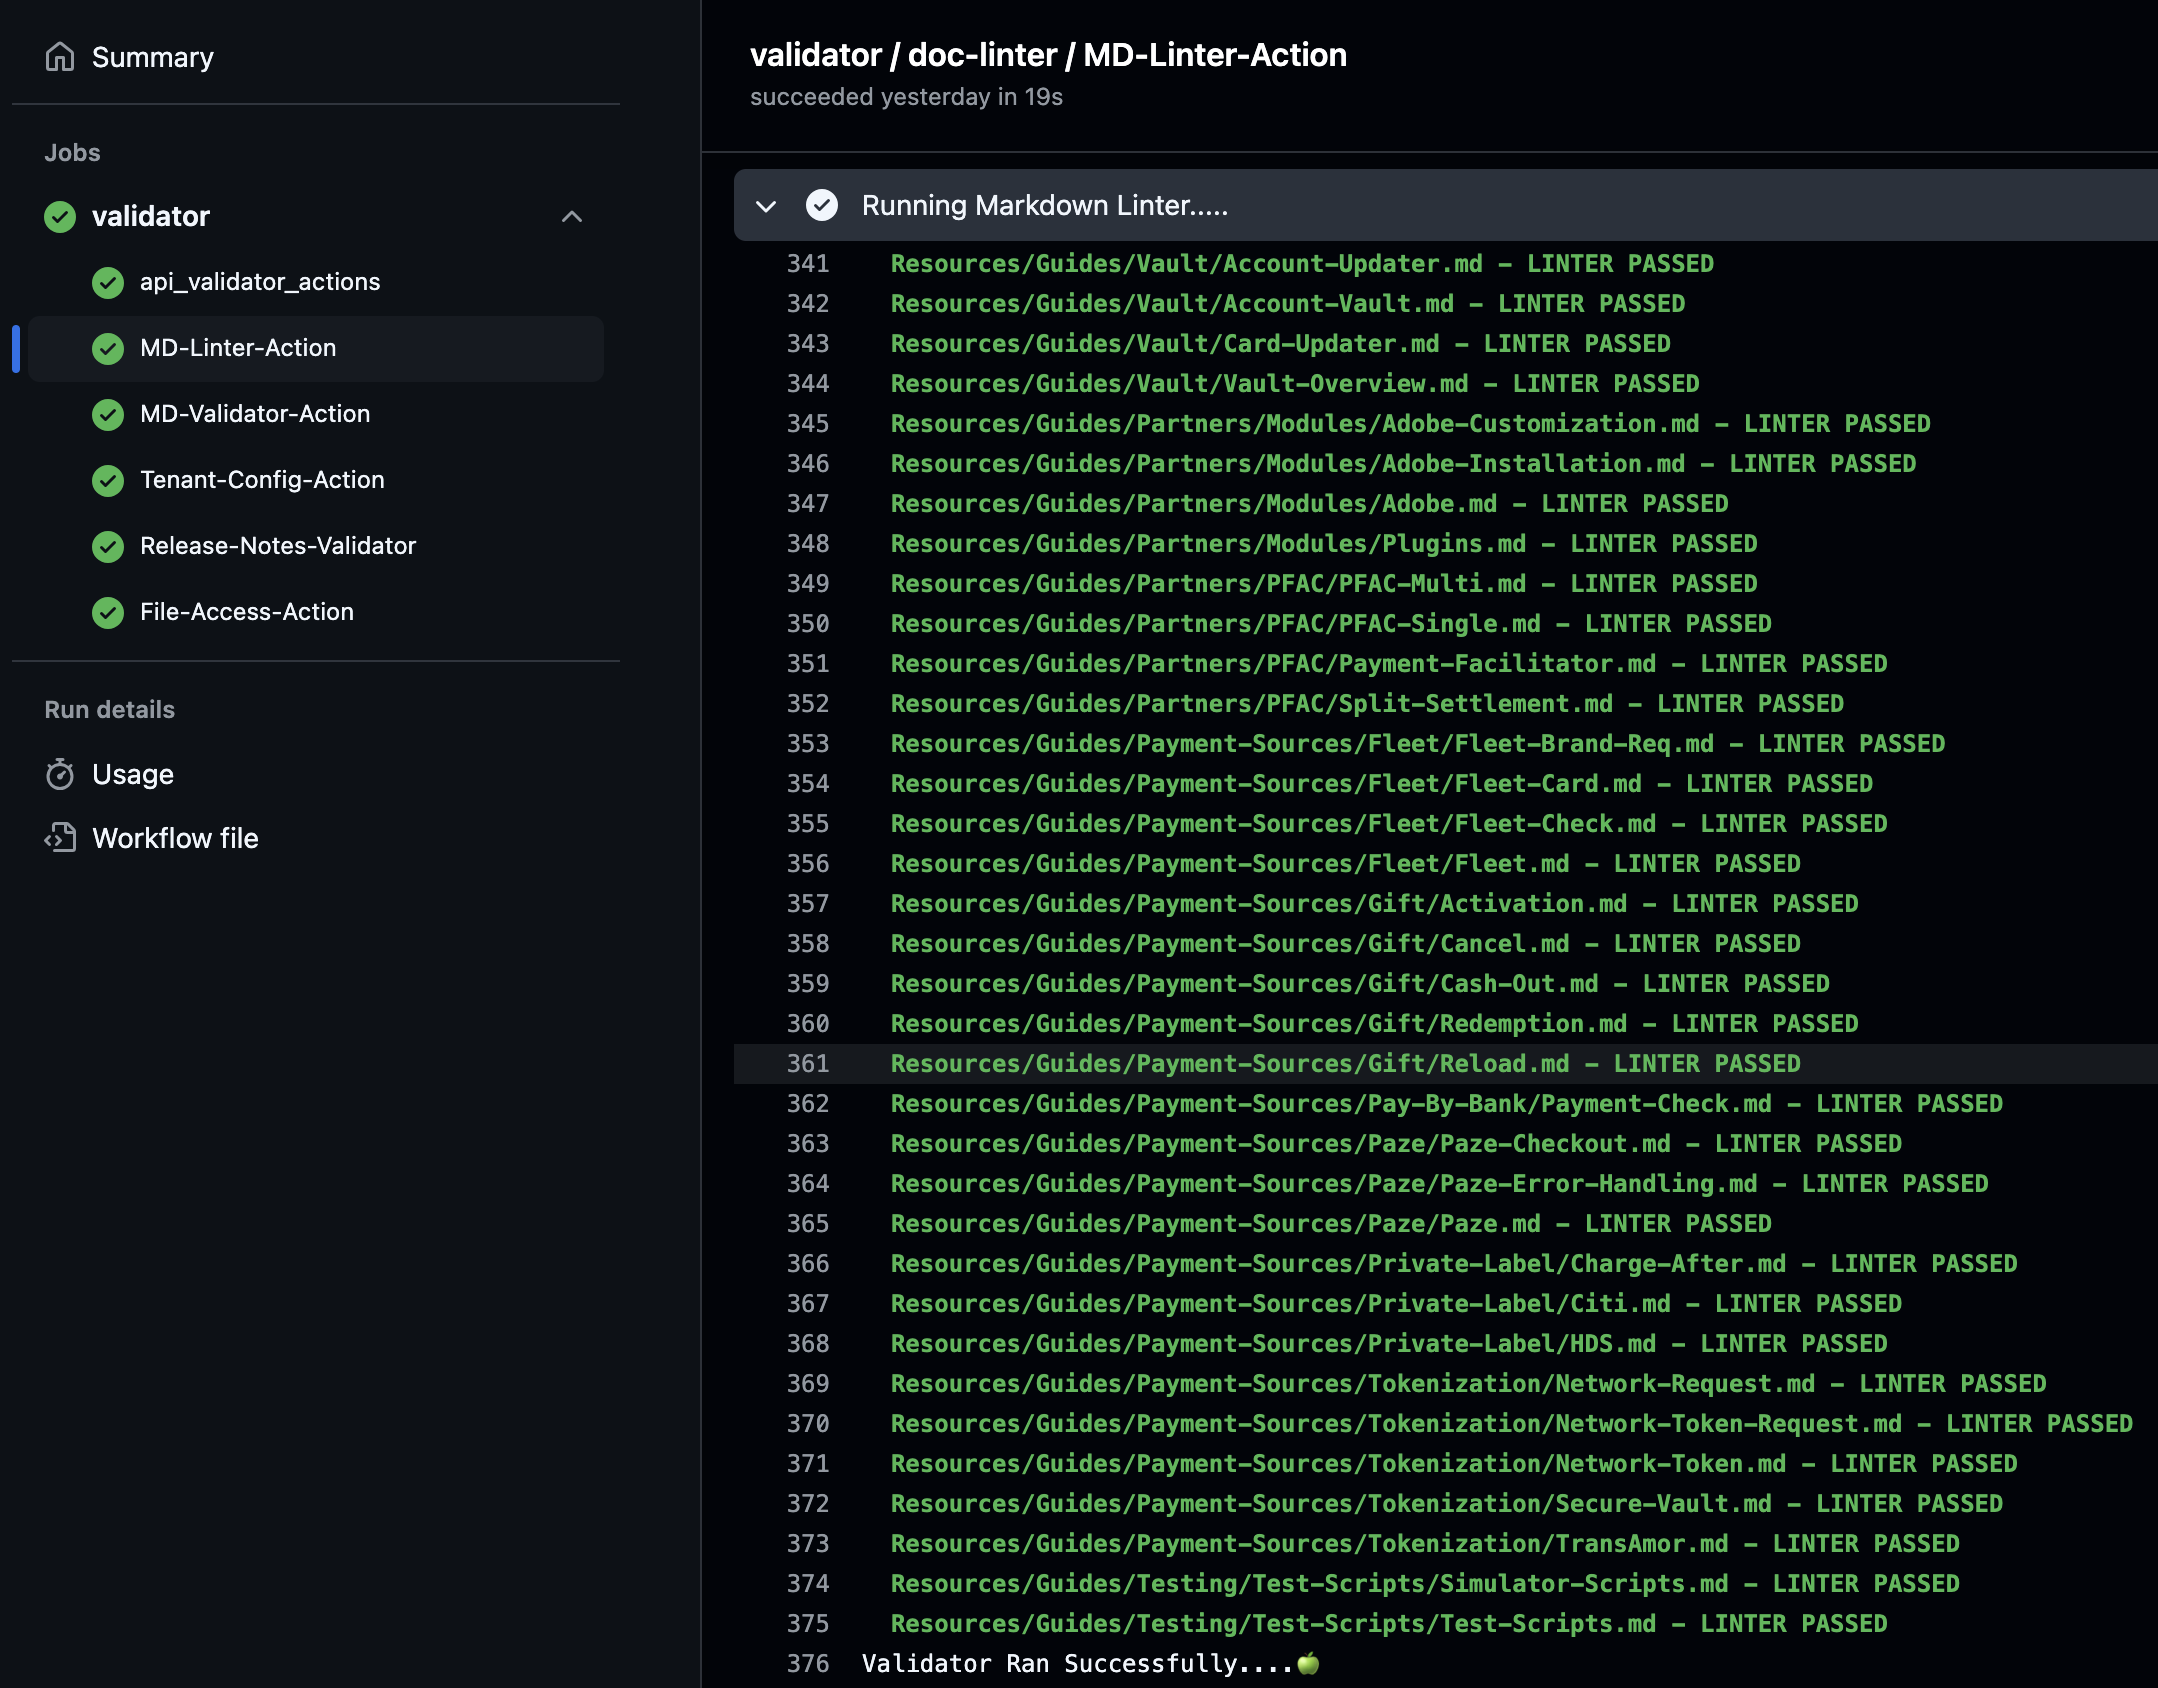 Summary
Jobs
validator
api_validator_actions
MD-Linter-Action
MD-Validator-Action
Tenant-Config-Action
Release-Notes-Validator
File-Access-Action
Run details
Usage
Workflow file
validator / doc-linter / MD-Linter-Action
succeeded yesterday in 19s
Running Markdown Linter.....
341 Resources/Guides/Vault/Account-Updater.md - LINTER PASSED
342 Resources/Guides/Vault/Account-Vault.md - LINTER PASSED
343 Resources/Guides/Vault/Card-Updater.md - LINTER PASSED
344 Resources/Guides/Vault/Vault-Overview.md - LINTER PASSED
345 Resources/Guides/Partners/Modules/Adobe-Customization.md - LINTER PASSED
346 Resources/Guides/Partners/Modules/Adobe-Installation.md - LINTER PASSED
347 Resources/Guides/Partners/Modules/Adobe.md - LINTER PASSED
348 Resources/Guides/Partners/Modules/Plugins.md - LINTER PASSED
349 Resources/Guides/Partners/PFAC/PFAC-Multi.md - LINTER PASSED
350 Resources/Guides/Partners/PFAC/PFAC-Single.md - LINTER PASSED
351 Resources/Guides/Partners/PFAC/Payment-Facilitator.md - LINTER PASSED
352 Resources/Guides/Partners/PFAC/Split-Settlement.md - LINTER PASSED
353 Resources/Guides/Payment-Sources/Fleet/Fleet-Brand-Req.md - LINTER PASSED
354 Resources/Guides/Payment-Sources/Fleet/Fleet-Card.md - LINTER PASSED
355 Resources/Guides/Payment-Sources/Fleet/Fleet-Check.md - LINTER PASSED
356 Resources/Guides/Payment-Sources/Fleet/Fleet.md - LINTER PASSED
357 Resources/Guides/Payment-Sources/Gift/Activation.md - LINTER PASSED
358 Resources/Guides/Payment-Sources/Gift/Cancel.md - LINTER PASSED
359 Resources/Guides/Payment-Sources/Gift/Cash-Out.md - LINTER PASSED
360 Resources/Guides/Payment-Sources/Gift/Redemption.md - LINTER PASSED
361 Resources/Guides/Payment-Sources/Gift/Reload.md - LINTER PASSED
362 Resources/Guides/Payment-Sources/Pay-By-Bank/Payment-Check.md - LINTER PASSED
363 Resources/Guides/Payment-Sources/Paze/Paze-Checkout.md - LINTER PASSED
364 Resources/Guides/Payment-Sources/Paze/Paze-Error-Handling.md - LINTER PASSED
365 Resources/Guides/Payment-Sources/Paze/Paze.md - LINTER PASSED
366 Resources/Guides/Payment-Sources/Private-Label/Charge-After.md - LINTER PASSED
367 Resources/Guides/Payment-Sources/Private-Label/Citi.md - LINTER PASSED
368 Resources/Guides/Payment-Sources/Private-Label/HDS.md - LINTER PASSED
369 Resources/Guides/Payment-Sources/Tokenization/Network-Request.md - LINTER PASSED
370 Resources/Guides/Payment-Sources/Tokenization/Network-Token-Request.md - LINTER PASSED
371 Resources/Guides/Payment-Sources/Tokenization/Network-Token.md - LINTER PASSED
372 Resources/Guides/Payment-Sources/Tokenization/Secure-Vault.md - LINTER PASSED
373 Resources/Guides/Payment-Sources/Tokenization/TransAmor.md - LINTER PASSED
374 Resources/Guides/Testing/Test-Scripts/Simulator-Scripts.md - LINTER PASSED
375 Resources/Guides/Testing/Test-Scripts/Test-Scripts.md - LINTER PASSED
376 Validator Ran Successfully....🍏